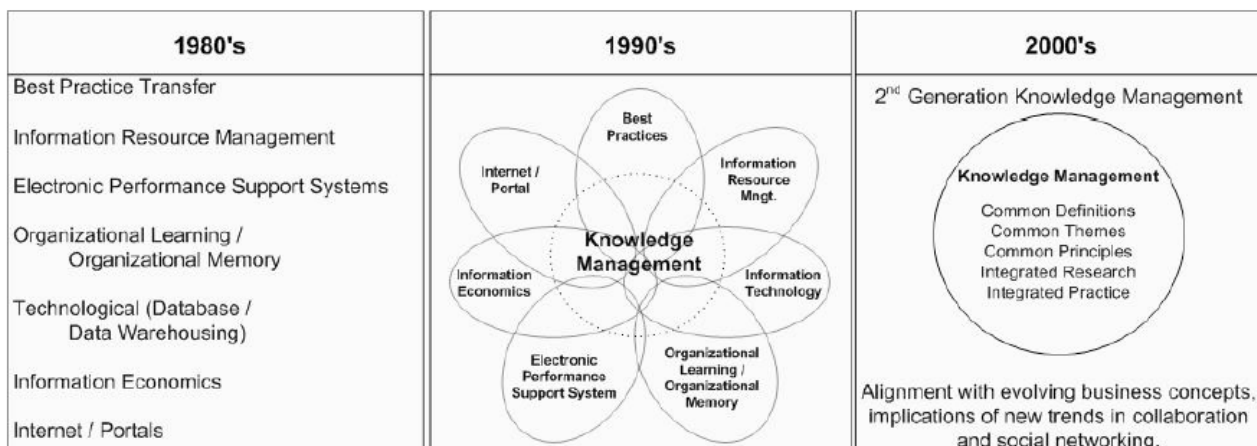 1980's
Best Practice Transfer
Information Resource Management
Electronic Performance Support Systems
Organizational Learning /
Organizational Memory
Technological (Database /
Data Warehousing)
Information Economics
Internet / Portals
1990's
Best
Practices
Internet /
Portal
Information
Resource
Mngt.
Knowledge
Management
Information
Economics
Information
Technology
Electronic
Performance
Support System
Organizational
Learning /
Organizational
Memory
2000's
2nd Generation Knowledge Management
Knowledge Management
Common Definitions
Common Themes
Common Principles
Integrated Research
Integrated Practice
Alignment with evolving business concepts,
implications of new trends in collaboration
and social networking.